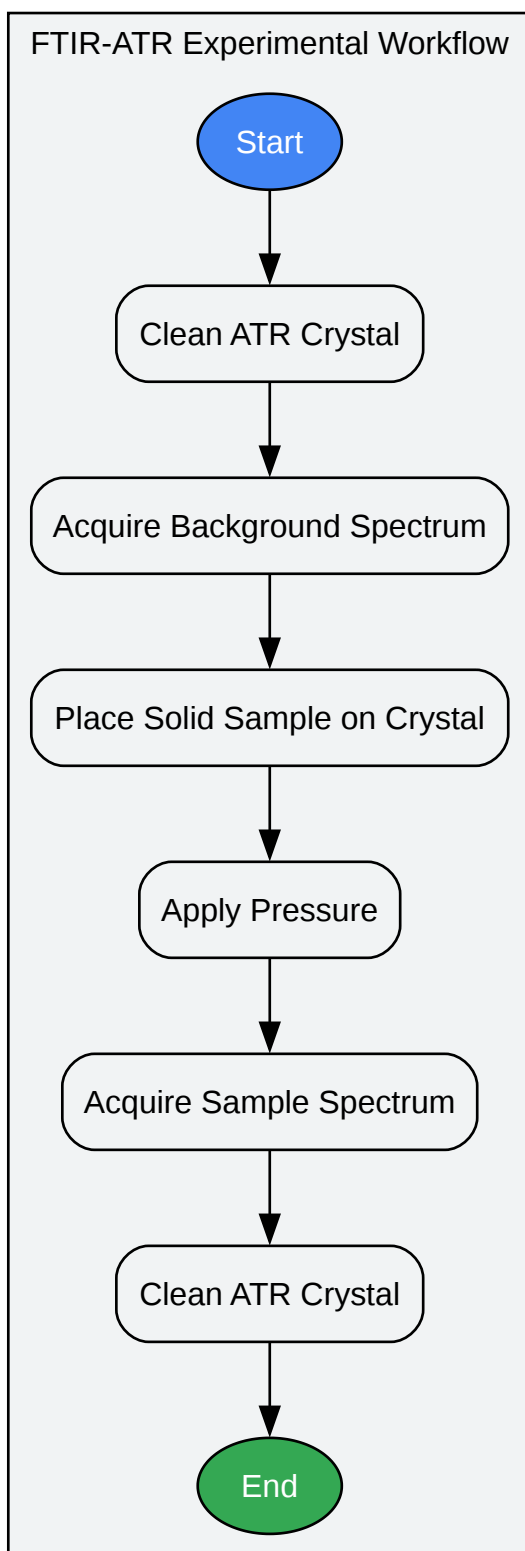 FTIR-ATR Experimental Workflow
Start
Clean ATR Crystal
Acquire Background Spectrum
Place Solid Sample on Crystal
Apply Pressure
Acquire Sample Spectrum
Clean ATR Crystal
End